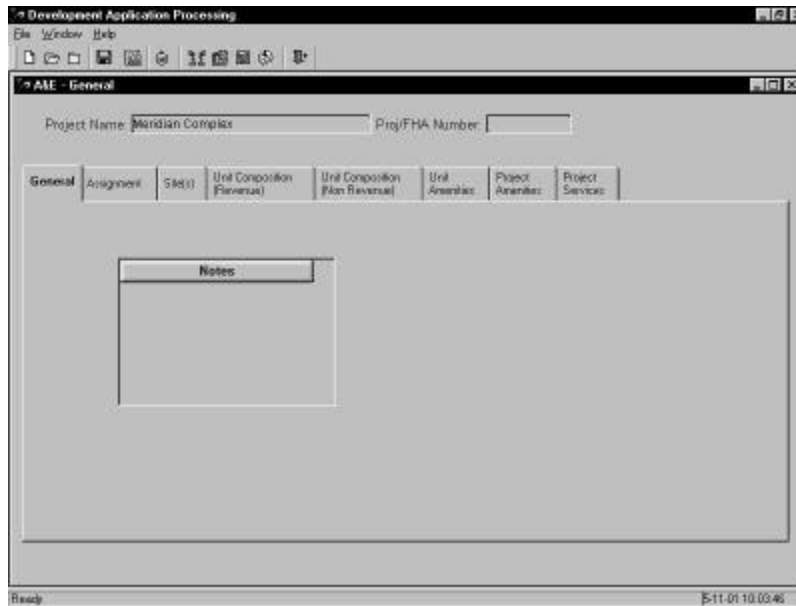 Development Application Processing
File Window Help
A&E - General
Project Name: Meridian Complex Proj/FHA Number:
General Assignment Site(s) Unit Composition (Revenue) Unit Composition (Non Revenue) Unit Amenities Project Amenities Project Services
Notes
Ready 5-11-01 10:03:46